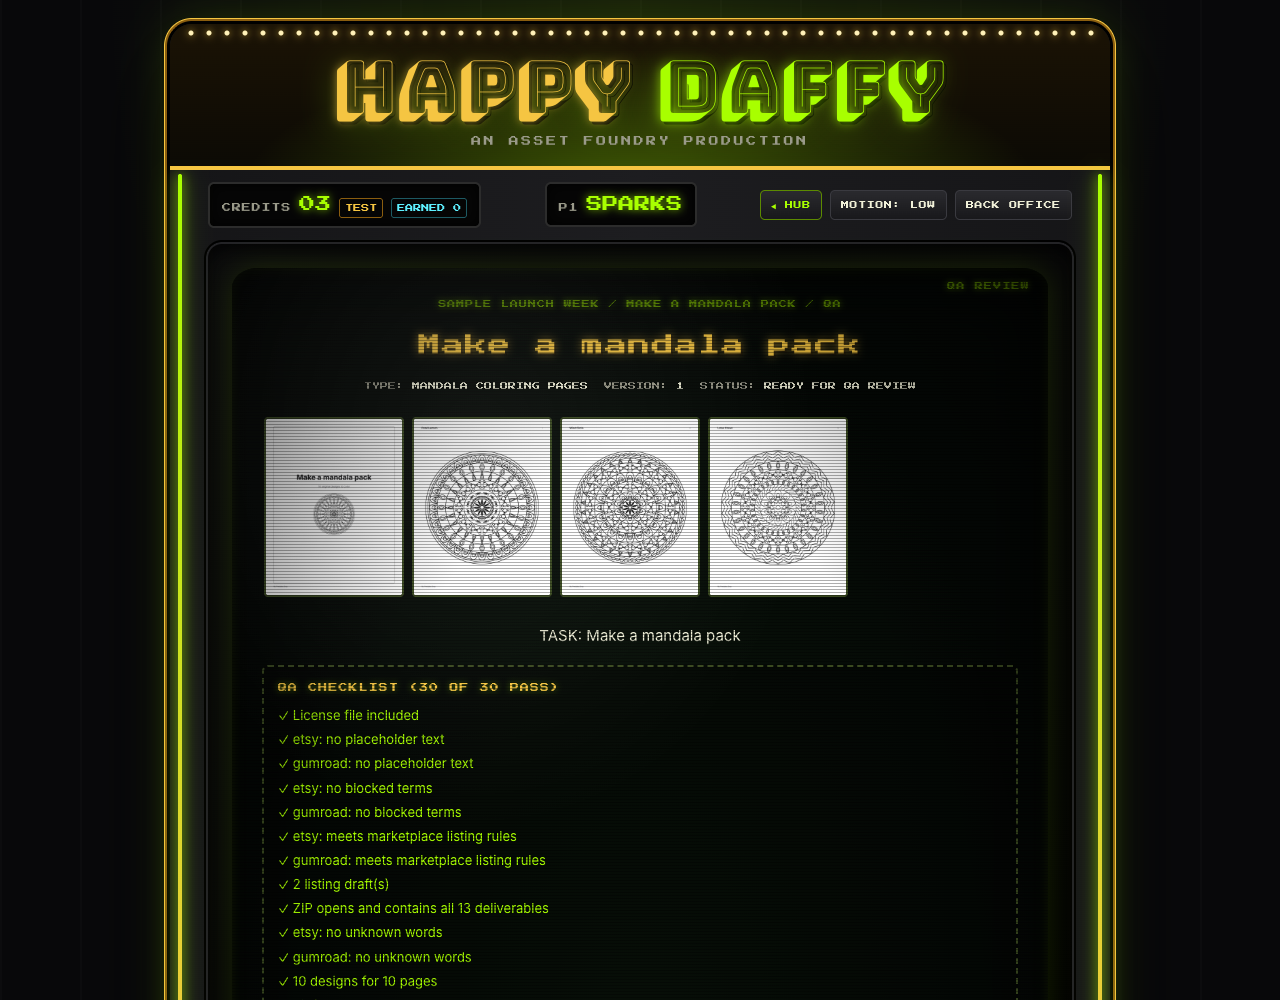 HAPPY DAFFY
AN ASSET FOUNDRY PRODUCTION
CREDITS 03 TEST EARNED 0
P1 SPARKS
◂ HUB
MOTION: LOW
BACK OFFICE
QA REVIEW
SAMPLE LAUNCH WEEK / MAKE A MANDALA PACK / QA
Make a mandala pack
TYPE: MANDALA COLORING PAGES VERSION: 1 STATUS: READY FOR QA REVIEW
Make a mandala pack
TASK: Make a mandala pack
QA CHECKLIST (30 OF 30 PASS)
✓ License file included
✓ etsy: no placeholder text
✓ gumroad: no placeholder text
✓ etsy: no blocked terms
✓ gumroad: no blocked terms
✓ etsy: meets marketplace listing rules
✓ gumroad: meets marketplace listing rules
✓ 2 listing draft(s)
✓ ZIP opens and contains all 13 deliverables
✓ etsy: no unknown words
✓ gumroad: no unknown words
✓ 10 designs for 10 pages